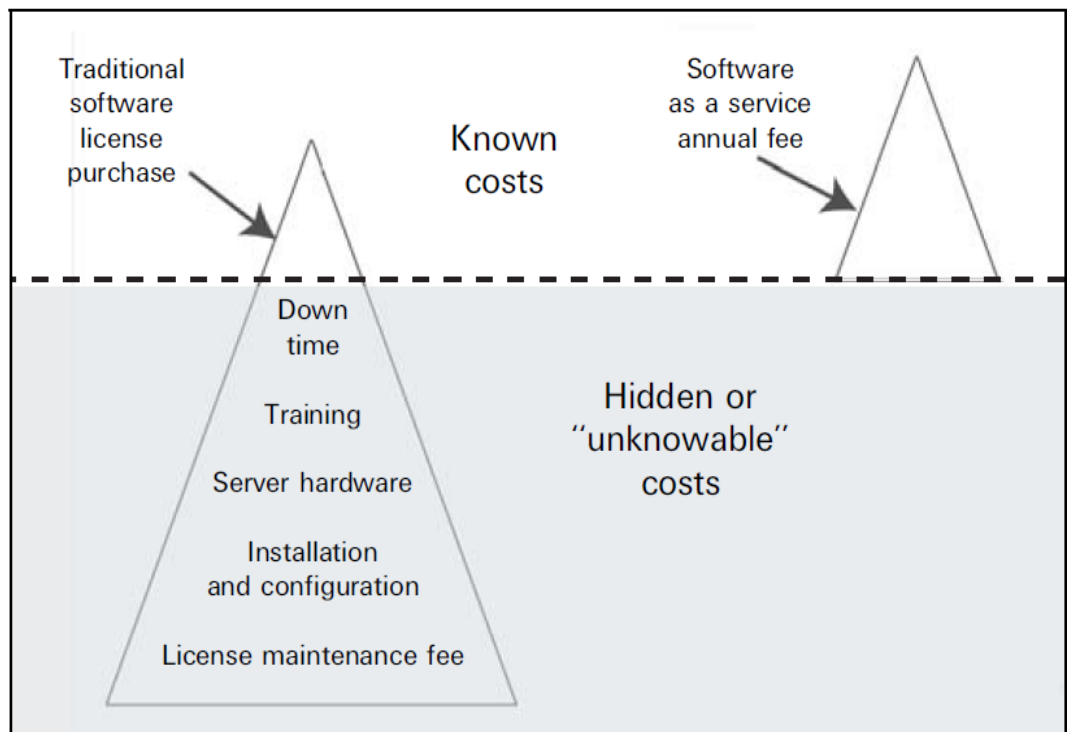 Traditional
software
license
purchase
Known
costs
Software
as a service
annual fee
Down
time
Training
Server hardware
Installation
and configuration
License maintenance fee
Hidden or
“unknowable”
costs